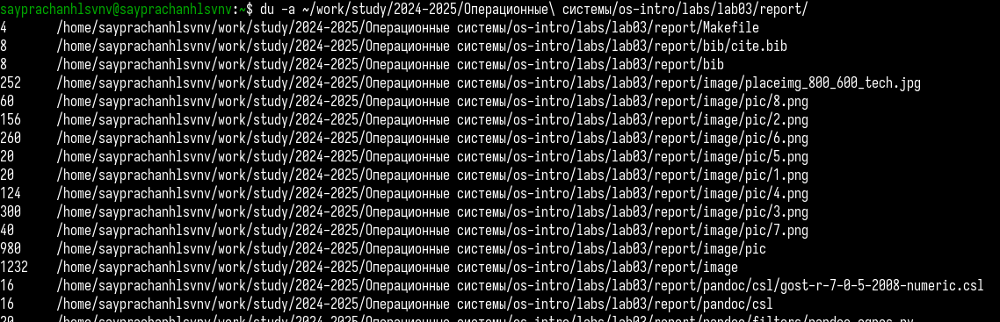 sayprachanhlsvnv@sayprachanhlsvnv:~$ du -a ~/work/study/2024-2025/Операционные\ системы/os-intro/labs/lab03/report/
4 /home/sayprachanhlsvnv/work/study/2024-2025/Операционные системы/os-intro/labs/lab03/report/Makefile
8 /home/sayprachanhlsvnv/work/study/2024-2025/Операционные системы/os-intro/labs/lab03/report/bib/cite.bib
8 /home/sayprachanhlsvnv/work/study/2024-2025/Операционные системы/os-intro/labs/lab03/report/bib
252 /home/sayprachanhlsvnv/work/study/2024-2025/Операционные системы/os-intro/labs/lab03/report/image/placeimg_800_600_tech.jpg
60 /home/sayprachanhlsvnv/work/study/2024-2025/Операционные системы/os-intro/labs/lab03/report/image/pic/8.png
156 /home/sayprachanhlsvnv/work/study/2024-2025/Операционные системы/os-intro/labs/lab03/report/image/pic/2.png
260 /home/sayprachanhlsvnv/work/study/2024-2025/Операционные системы/os-intro/labs/lab03/report/image/pic/6.png
20 /home/sayprachanhlsvnv/work/study/2024-2025/Операционные системы/os-intro/labs/lab03/report/image/pic/5.png
20 /home/sayprachanhlsvnv/work/study/2024-2025/Операционные системы/os-intro/labs/lab03/report/image/pic/1.png
124 /home/sayprachanhlsvnv/work/study/2024-2025/Операционные системы/os-intro/labs/lab03/report/image/pic/4.png
300 /home/sayprachanhlsvnv/work/study/2024-2025/Операционные системы/os-intro/labs/lab03/report/image/pic/3.png
40 /home/sayprachanhlsvnv/work/study/2024-2025/Операционные системы/os-intro/labs/lab03/report/image/pic/7.png
980 /home/sayprachanhlsvnv/work/study/2024-2025/Операционные системы/os-intro/labs/lab03/report/image/pic
1232 /home/sayprachanhlsvnv/work/study/2024-2025/Операционные системы/os-intro/labs/lab03/report/image
16 /home/sayprachanhlsvnv/work/study/2024-2025/Операционные системы/os-intro/labs/lab03/report/pandoc/csl/gost-r-7-0-5-2008-numeric.csl
16 /home/sayprachanhlsvnv/work/study/2024-2025/Операционные системы/os-intro/labs/lab03/report/pandoc/csl